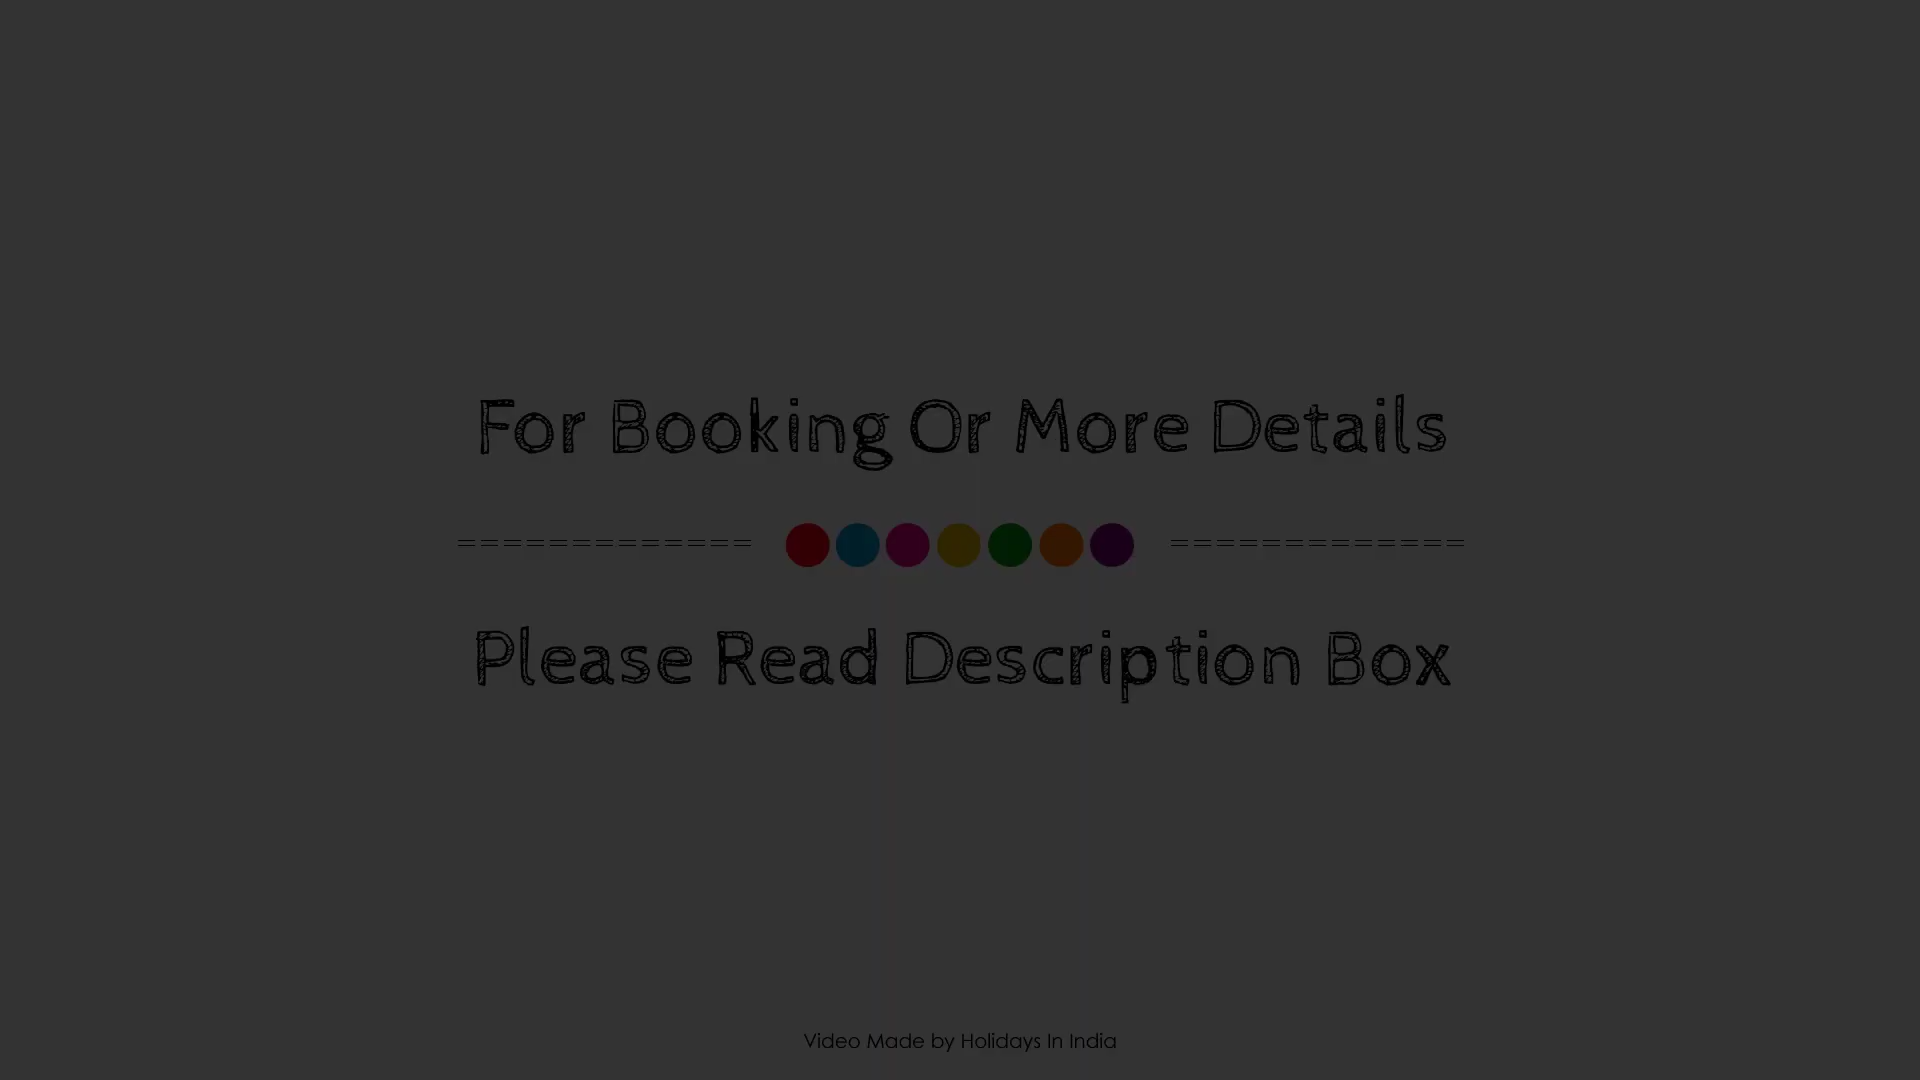 For Booking Or More Details
============= =============
Please Read Description Box
Video Made by Holidays In India